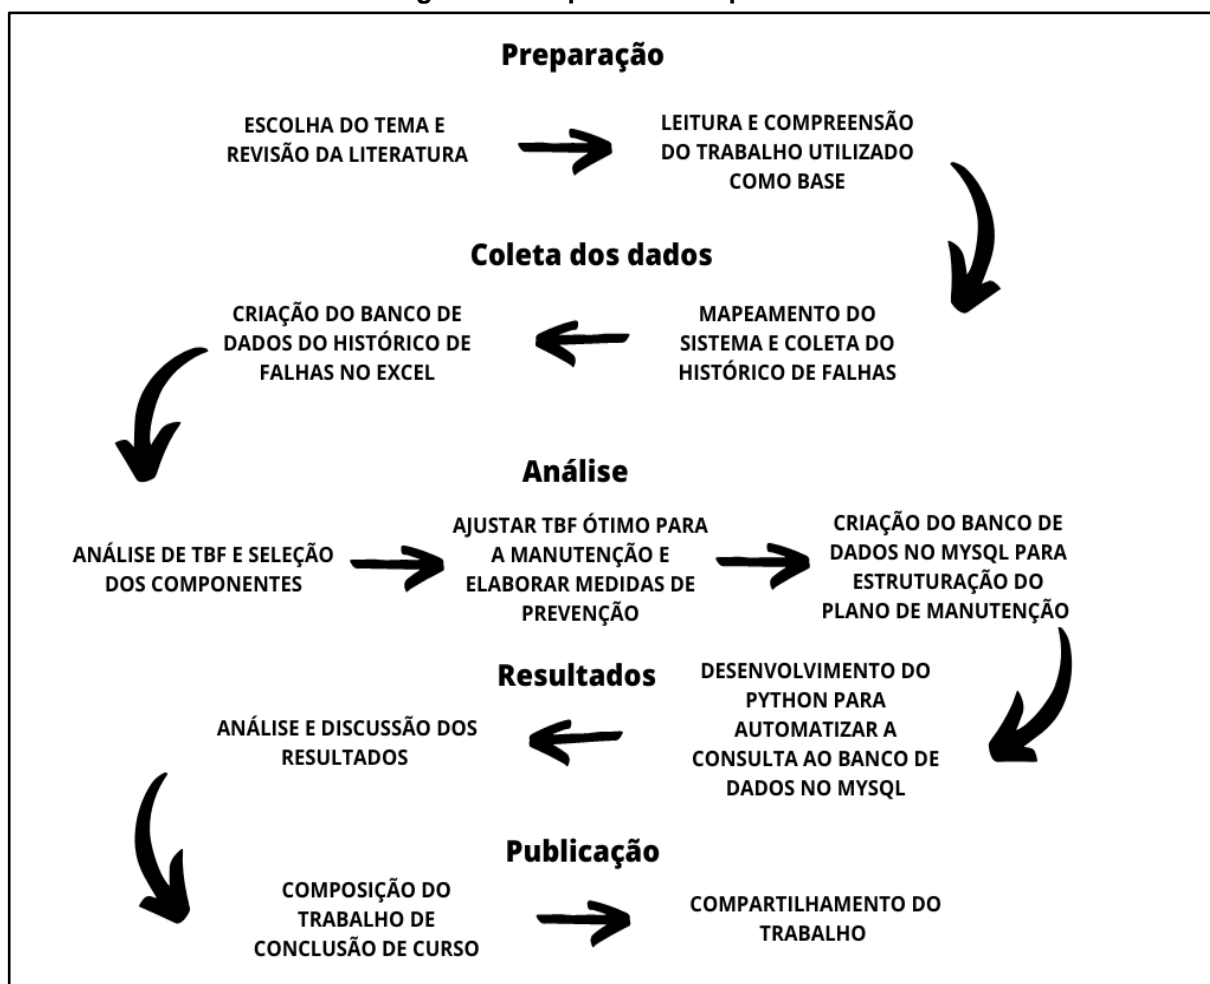 Preparação
ESCOLHA DO TEMA E
REVISÃO DA LITERATURA
LEITURA E COMPREENSÃO
DO TRABALHO UTILIZADO
COMO BASE
Coleta dos dados
MAPEAMENTO DO
SISTEMA E COLETA DO
HISTÓRICO DE FALHAS
CRIAÇÃO DO BANCO DE
DADOS DO HISTÓRICO DE
FALHAS NO EXCEL
Análise
ANÁLISE DE TBF E SELEÇÃO
DOS COMPONENTES
AJUSTAR TBF ÓTIMO PARA
A MANUTENÇÃO E
ELABORAR MEDIDAS DE
PREVENÇÃO
CRIAÇÃO DO BANCO DE
DADOS NO MYSQL PARA
ESTRUTURAÇÃO DO
PLANO DE MANUTENÇÃO
Resultados
DESENVOLVIMENTO DO
PYTHON PARA
AUTOMATIZAR A
CONSULTA AO BANCO DE
DADOS NO MYSQL
ANÁLISE E DISCUSSÃO DOS
RESULTADOS
Publicação
COMPOSIÇÃO DO
TRABALHO DE
CONCLUSÃO DE CURSO
COMPARTILHAMENTO DO
TRABALHO